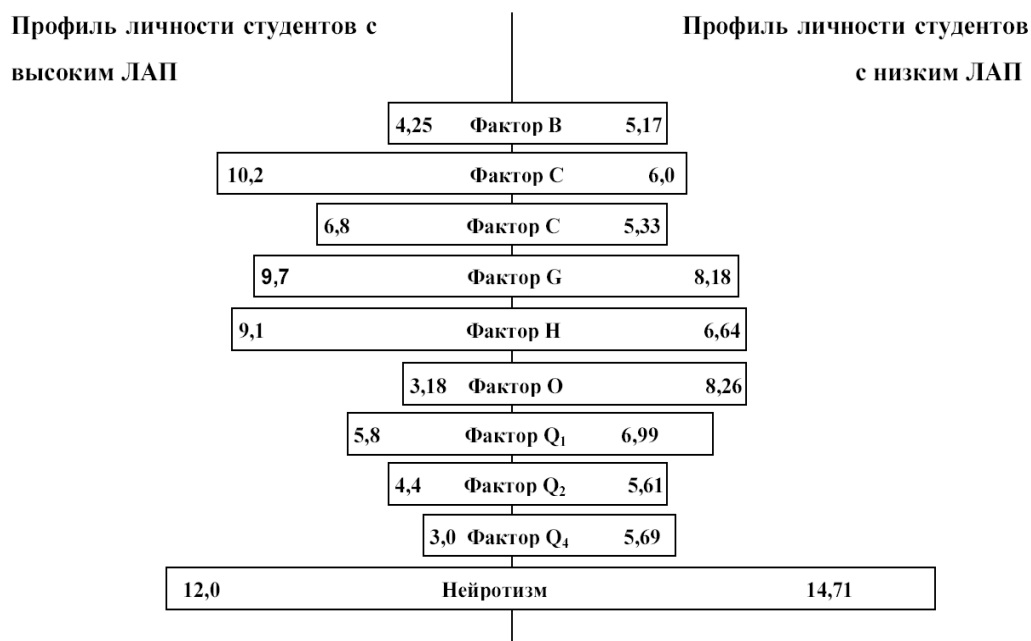 Профиль личности студентов с
высоким ЛАП
Профиль личности студентов
с низким ЛАП
4,25 Фактор В 5,17
10,2 Фактор С 6,0
6,8 Фактор С 5,33
9,7 Фактор G 8,18
9,1 Фактор Н 6,64
3,18 Фактор О 8,26
5,8 Фактор Q₁ 6,99
4,4 Фактор Q₂ 5,61
3,0 Фактор Q₄ 5,69
12,0 Нейротизм 14,71